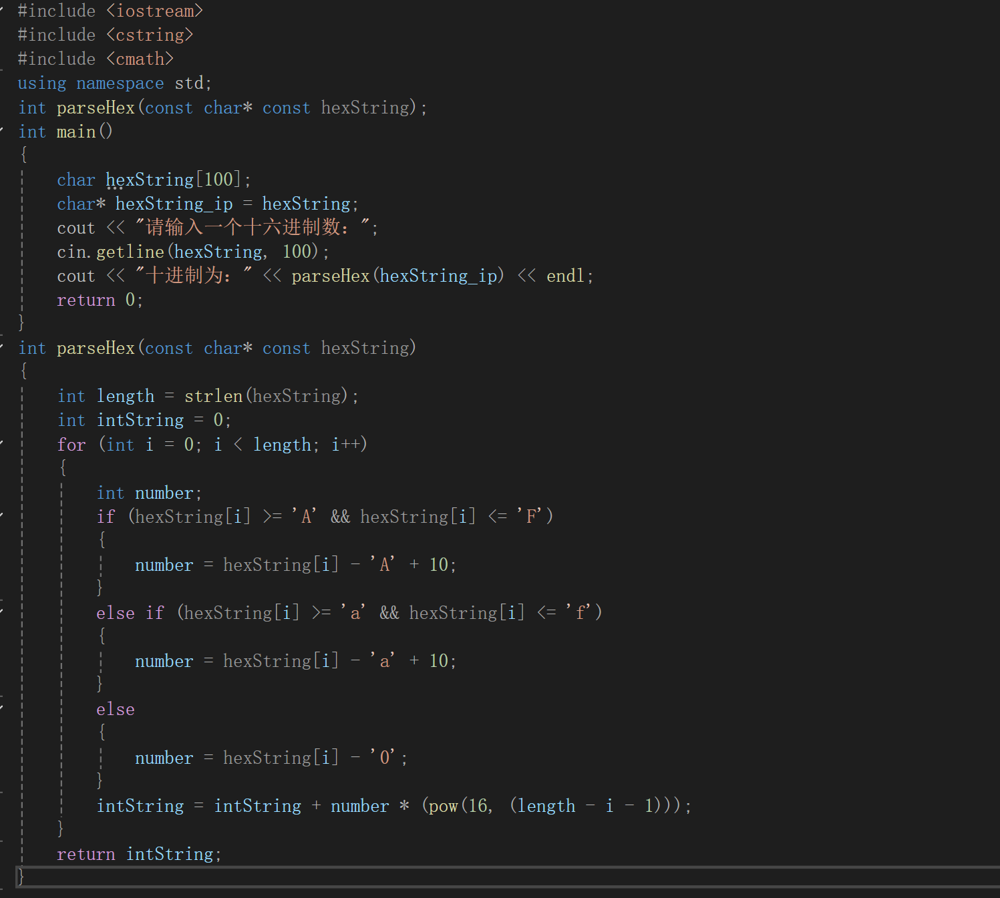 #include <iostream>
#include <cstring>
#include <cmath>
using namespace std;
int parseHex(const char* const hexString);
int main()
{
    char hexString[100];
    char* hexString_ip = hexString;
    cout << "请输入一个十六进制数：";
    cin.getline(hexString, 100);
    cout << "十进制为：" << parseHex(hexString_ip) << endl;
    return 0;
}
int parseHex(const char* const hexString)
{
    int length = strlen(hexString);
    int intString = 0;
    for (int i = 0; i < length; i++)
    {
        int number;
        if (hexString[i] >= 'A' && hexString[i] <= 'F')
        {
            number = hexString[i] - 'A' + 10;
        }
        else if (hexString[i] >= 'a' && hexString[i] <= 'f')
        {
            number = hexString[i] - 'a' + 10;
        }
        else
        {
            number = hexString[i] - '0';
        }
        intString = intString + number * (pow(16, (length - i - 1)));
    }
    return intString;
}